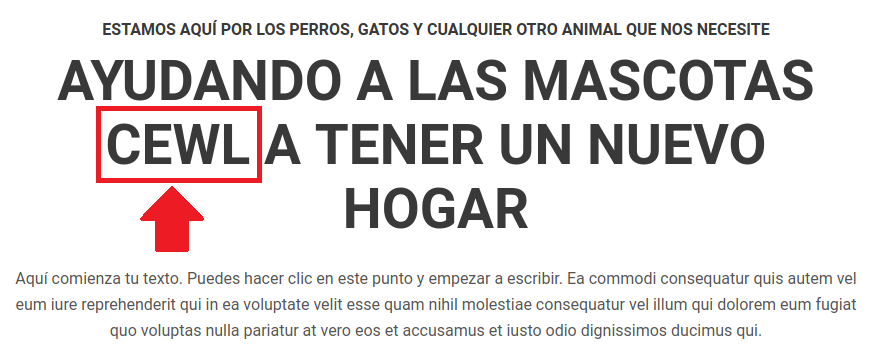 ESTAMOS AQUÍ POR LOS PERROS, GATOS Y CUALQUIER OTRO ANIMAL QUE NOS NECESITE
AYUDANDO A LAS MASCOTAS
CEWL A TENER UN NUEVO
HOGAR
Aquí comienza tu texto. Puedes hacer clic en este punto y empezar a escribir. Ea commodi consequatur quis autem vel
eum iure reprehenderit qui in ea voluptate velit esse quam nihil molestiae consequatur vel illum qui dolorem eum fugiat
quo voluptas nulla pariatur at vero eos et accusamus et iusto odio dignissimos ducimus qui.